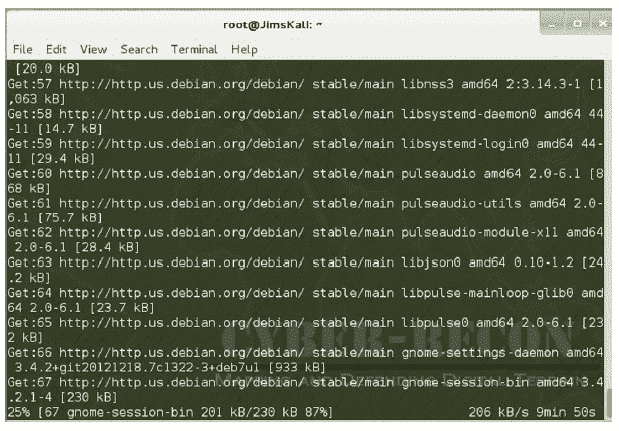 root@JimsKali: ~
File Edit View Search Terminal Help
[20.0 kB]
Get:57 http://http.us.debian.org/debian/ stable/main libnss3 amd64 2:3.14.3-1 [1
,063 kB]
Get:58 http://http.us.debian.org/debian/ stable/main libsystemd-daemon0 amd64 44
-11 [14.7 kB]
Get:59 http://http.us.debian.org/debian/ stable/main libsystemd-login0 amd64 44-
11 [29.4 kB]
Get:60 http://http.us.debian.org/debian/ stable/main pulseaudio amd64 2.0-6.1 [8
68 kB]
Get:61 http://http.us.debian.org/debian/ stable/main pulseaudio-utils amd64 2.0-
6.1 [75.7 kB]
Get:62 http://http.us.debian.org/debian/ stable/main pulseaudio-module-x11 amd64
2.0-6.1 [28.4 kB]
Get:63 http://http.us.debian.org/debian/ stable/main libjson0 amd64 0.10-1.2 [24
.2 kB]
Get:64 http://http.us.debian.org/debian/ stable/main libpulse-mainloop-glib0 amd
64 2.0-6.1 [23.7 kB]
Get:65 http://http.us.debian.org/debian/ stable/main libpulse0 amd64 2.0-6.1 [23
2 kB]
CYBER-RECON
Get:66 http://http.us.debian.org/debian/ stable/main gnome-settings-daemon amd64
3.4.2+git20121218.7c1322-3+deb7u1 [933 kB]
MAPPING AND DEFENDING DIGITAL TERRAIN
Get:67 http://http.us.debian.org/debian/ stable/main gnome-session-bin amd64 3.4
.2.1-4 [230 kB]
25% [67 gnome-session-bin 201 kB/230 kB 87%] 206 kB/s 9min 50s